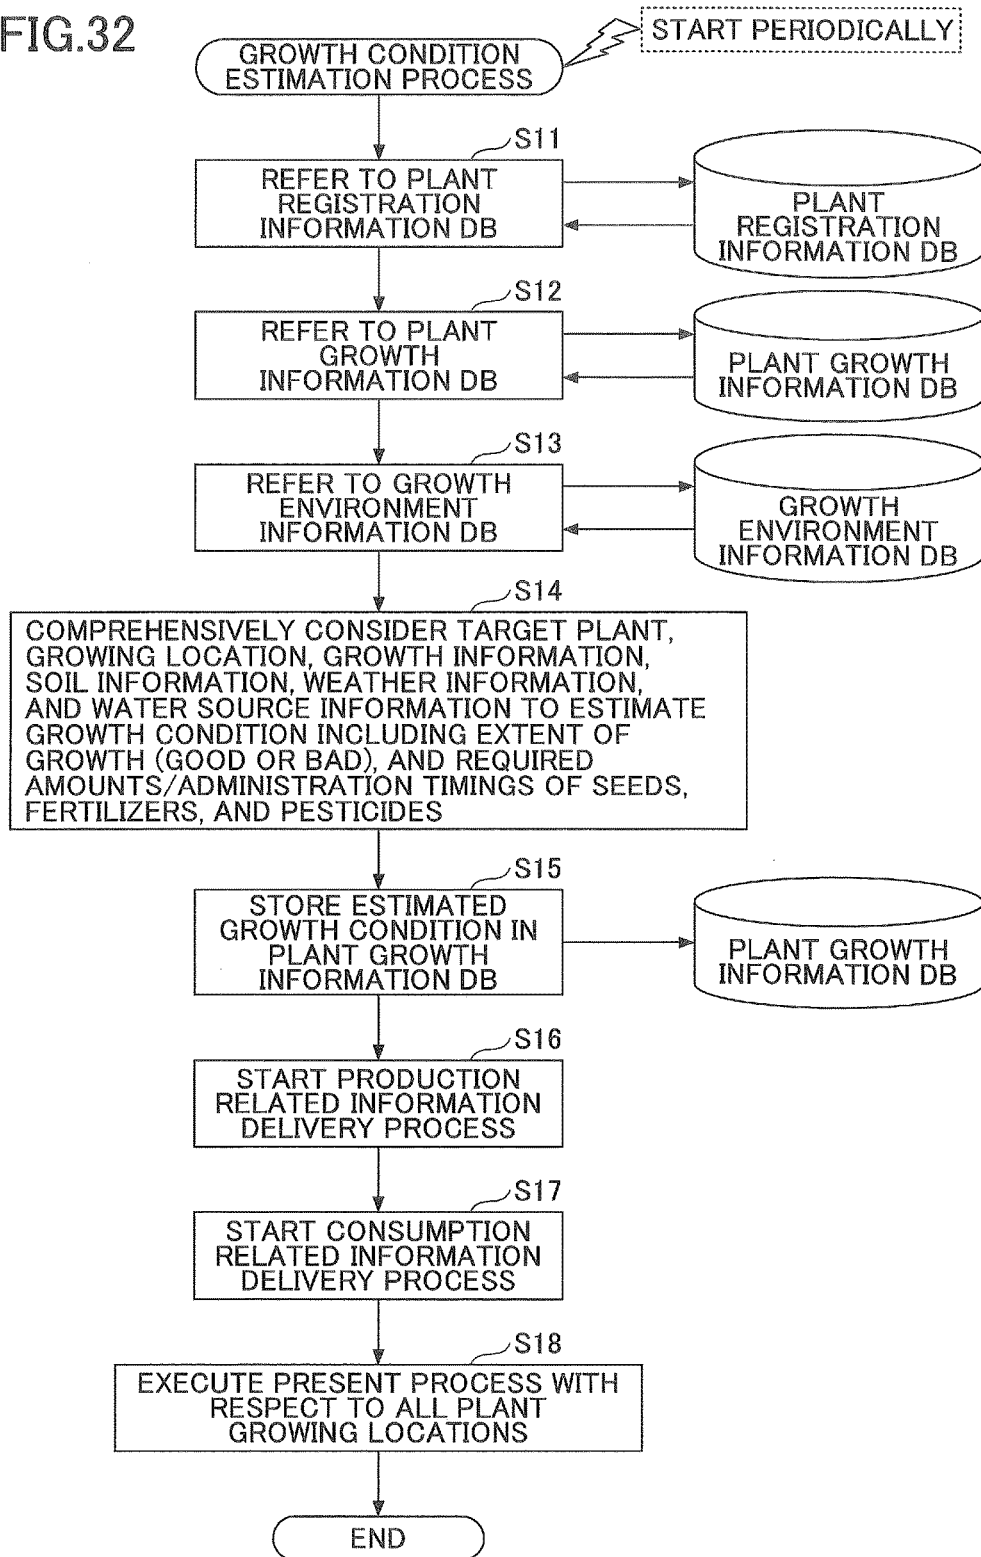 FIG.32
START PERIODICALLY
GROWTH CONDITION
ESTIMATION PROCESS
S11
REFER TO PLANT
REGISTRATION
INFORMATION DB
PLANT
REGISTRATION
INFORMATION DB
S12
REFER TO PLANT
GROWTH
INFORMATION DB
PLANT GROWTH
INFORMATION DB
S13
REFER TO GROWTH
ENVIRONMENT
INFORMATION DB
GROWTH
ENVIRONMENT
INFORMATION DB
S14
COMPREHENSIVELY CONSIDER TARGET PLANT,
GROWING LOCATION, GROWTH INFORMATION,
SOIL INFORMATION, WEATHER INFORMATION,
AND WATER SOURCE INFORMATION TO ESTIMATE
GROWTH CONDITION INCLUDING EXTENT OF
GROWTH (GOOD OR BAD), AND REQUIRED
AMOUNTS/ADMINISTRATION TIMINGS OF SEEDS,
FERTILIZERS, AND PESTICIDES
S15
STORE ESTIMATED
GROWTH CONDITION IN
PLANT GROWTH
INFORMATION DB
PLANT GROWTH
INFORMATION DB
S16
START PRODUCTION
RELATED INFORMATION
DELIVERY PROCESS
S17
START CONSUMPTION
RELATED INFORMATION
DELIVERY PROCESS
S18
EXECUTE PRESENT PROCESS WITH
RESPECT TO ALL PLANT
GROWING LOCATIONS
END